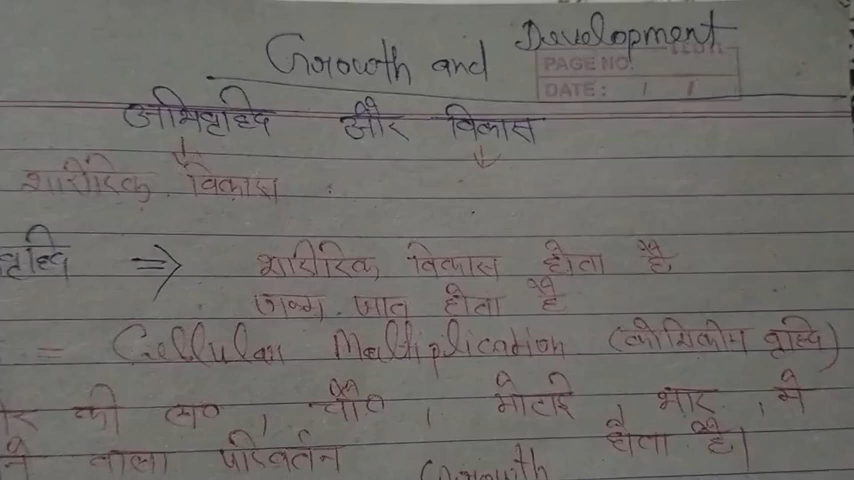 Growth and Development
PAGE NO.
DATE: / /
अभिवृद्धि और विकास
शारीरिक विकास :
वृद्धि ⇒ शारीरिक विकास होता है
जन्म जात होता है
= Cellular Multiplication (कोशिकीय वृद्धि)
की लं०, चौ०, मोटाई, भार, में
ने वाला परिवर्तन होता है।
Growth